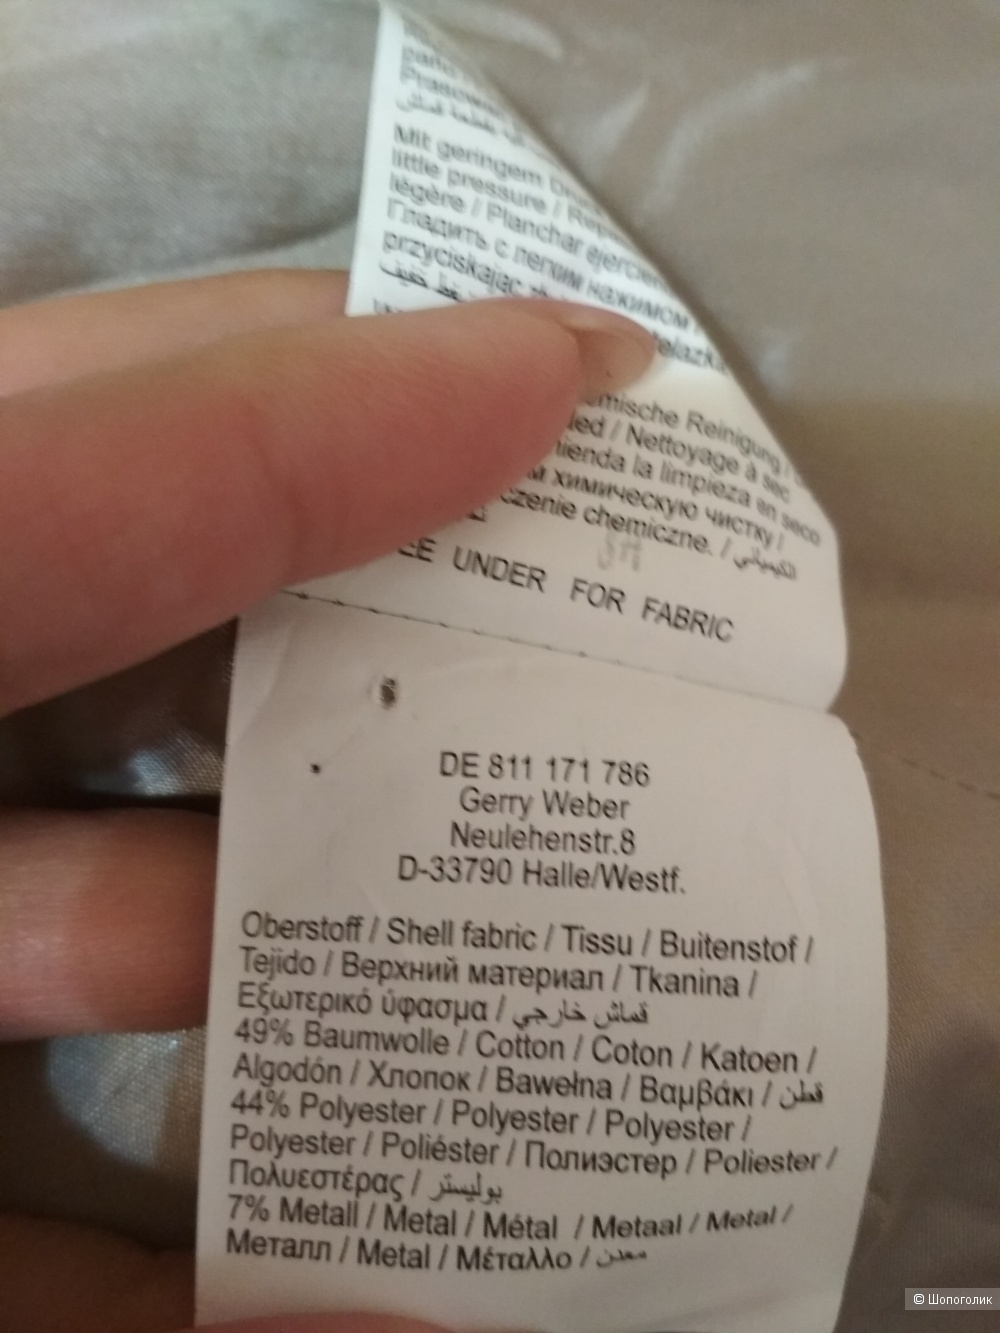 Mit geringem
little pressure /
légère / Planchar
Гладить с легким нажимом
przyciskając
żelazka
Reinigung /
/ Nettoyage à sec
la limpieza en seco
химическую чистку /
chemiczne. /
UNDER FOR FABRIC
DE 811 171 786
Gerry Weber
Neulehenstr.8
D-33790 Halle/Westf.
Oberstoff / Shell fabric / Tissu / Buitenstof /
Tejido / Верхний материал / Tkanina /
Εξωτερικό ύφασμα / قماش خارجي
49% Baumwolle / Cotton / Coton / Katoen /
Algodón / Хлопок / Bawełna / Βαμβάκι / قطن
44% Polyester / Polyester / Polyester /
Polyester / Poliéster / Полиэстер / Poliester /
Πολυεστέρας / بوليستر
7% Metall / Metal / Métal / Metaal / Metal /
Металл / Metal / Μέταλλο / معدن
© Шопоголик